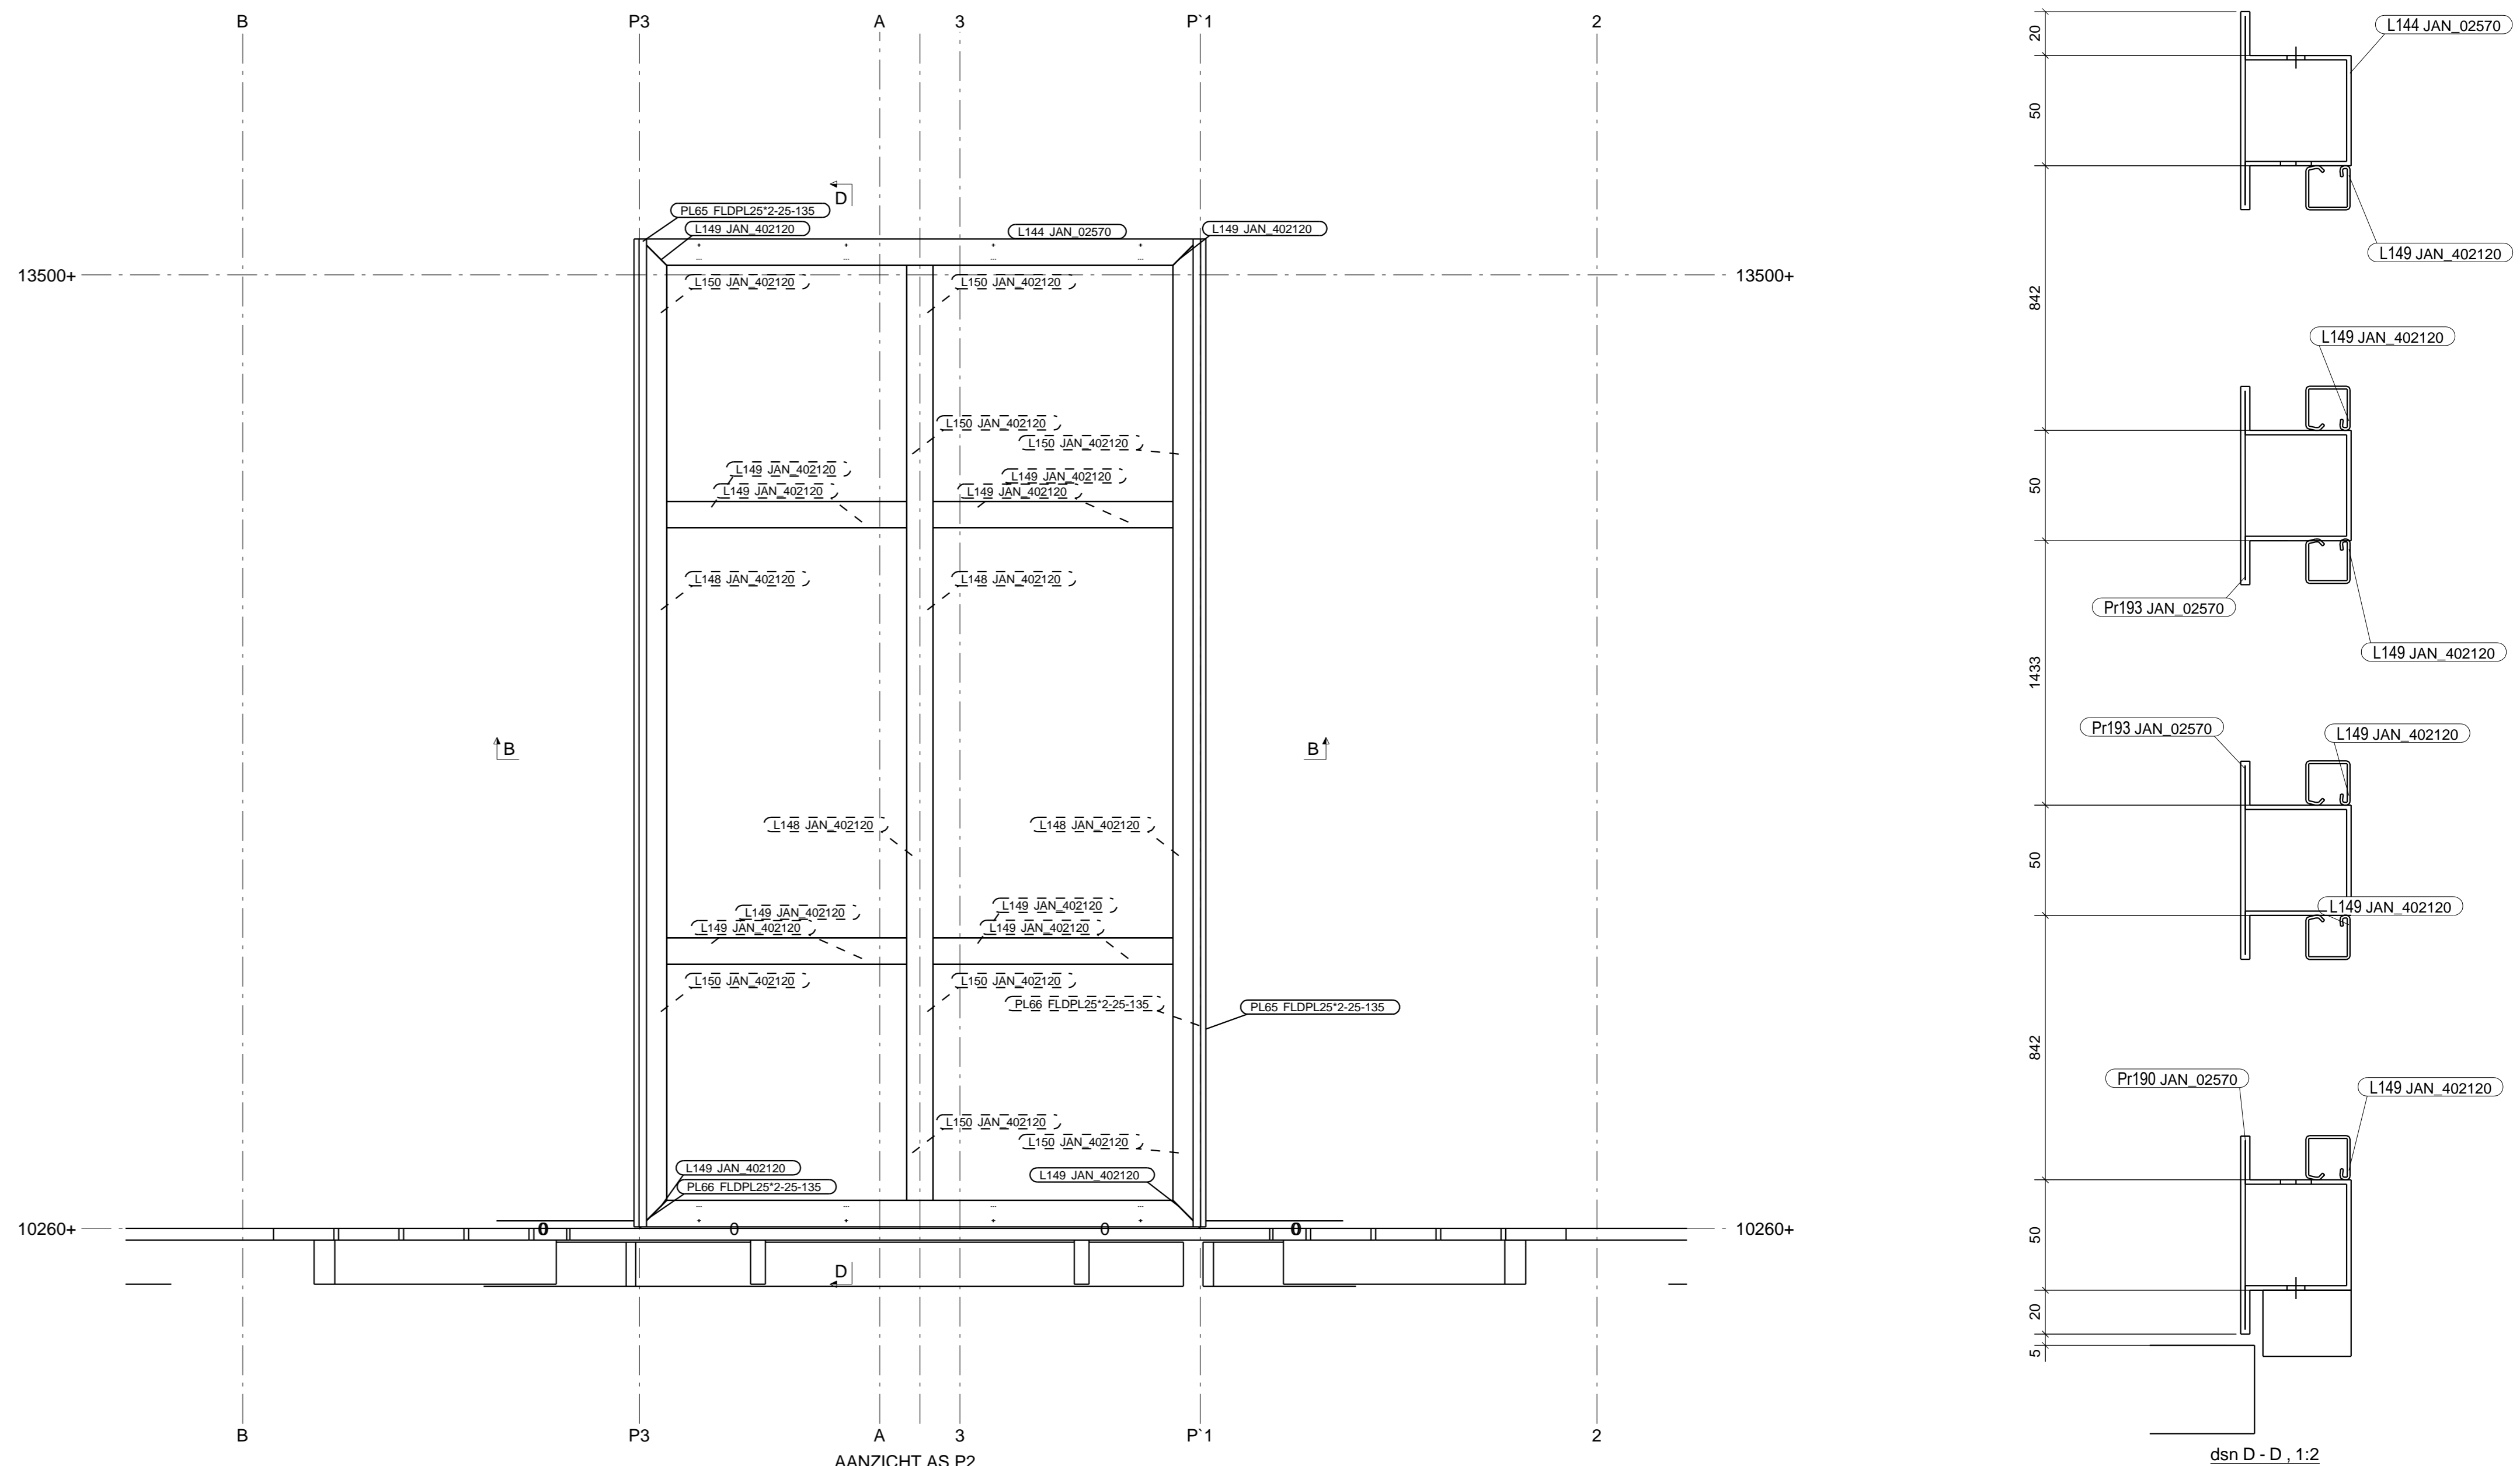 B
P3
A
3
P`1
2
D
PL65 FLDPL25*2-25-135
L149 JAN_402120
L144 JAN_02570
L149 JAN_402120
13500+
13500+
L150 JAN_402120
L150 JAN_402120
L150 JAN_402120
L150 JAN_402120
L149 JAN_402120
L149 JAN_402120
L149 JAN_402120
L149 JAN_402120
L148 JAN_402120
L148 JAN_402120
B
B
L148 JAN_402120
L148 JAN_402120
L149 JAN_402120
L149 JAN_402120
L149 JAN_402120
L149 JAN_402120
L150 JAN_402120
L150 JAN_402120
PL66 FLDPL25*2-25-135
PL65 FLDPL25*2-25-135
L150 JAN_402120
L150 JAN_402120
L149 JAN_402120
L149 JAN_402120
PL66 FLDPL25*2-25-135
10260+
0
0
0
0
10260+
D
B
P3
A
3
P`1
2
AANZICHT AS P2
20
L144 JAN_02570
50
L149 JAN_402120
842
L149 JAN_402120
50
Pr193 JAN_02570
L149 JAN_402120
1433
Pr193 JAN_02570
L149 JAN_402120
50
L149 JAN_402120
842
Pr190 JAN_02570
L149 JAN_402120
50
20
5
dsn D - D , 1:2